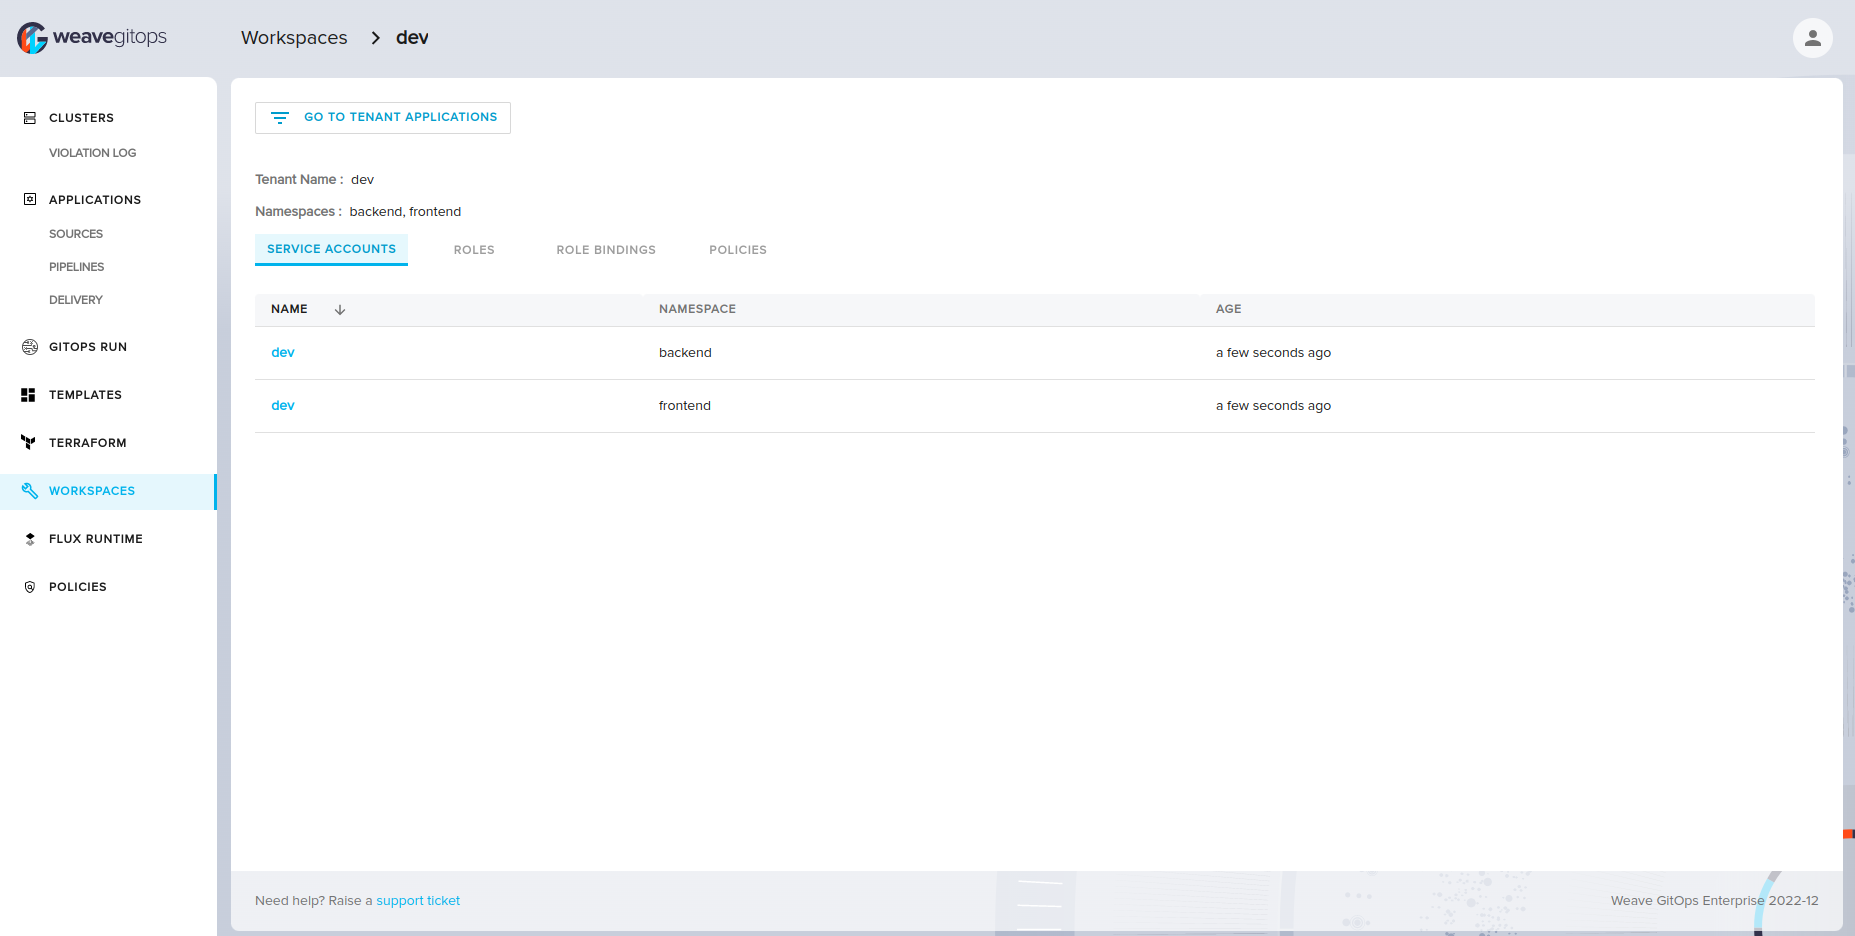 weavegitops
Workspaces > dev
CLUSTERS
VIOLATION LOG
APPLICATIONS
SOURCES
PIPELINES
DELIVERY
GITOPS RUN
TEMPLATES
TERRAFORM
WORKSPACES
FLUX RUNTIME
POLICIES
GO TO TENANT APPLICATIONS
Tenant Name : dev
Namespaces : backend, frontend
SERVICE ACCOUNTS ROLES ROLE BINDINGS POLICIES
NAME NAMESPACE AGE
dev backend a few seconds ago
dev frontend a few seconds ago
Need help? Raise a support ticket
Weave GitOps Enterprise 2022-12